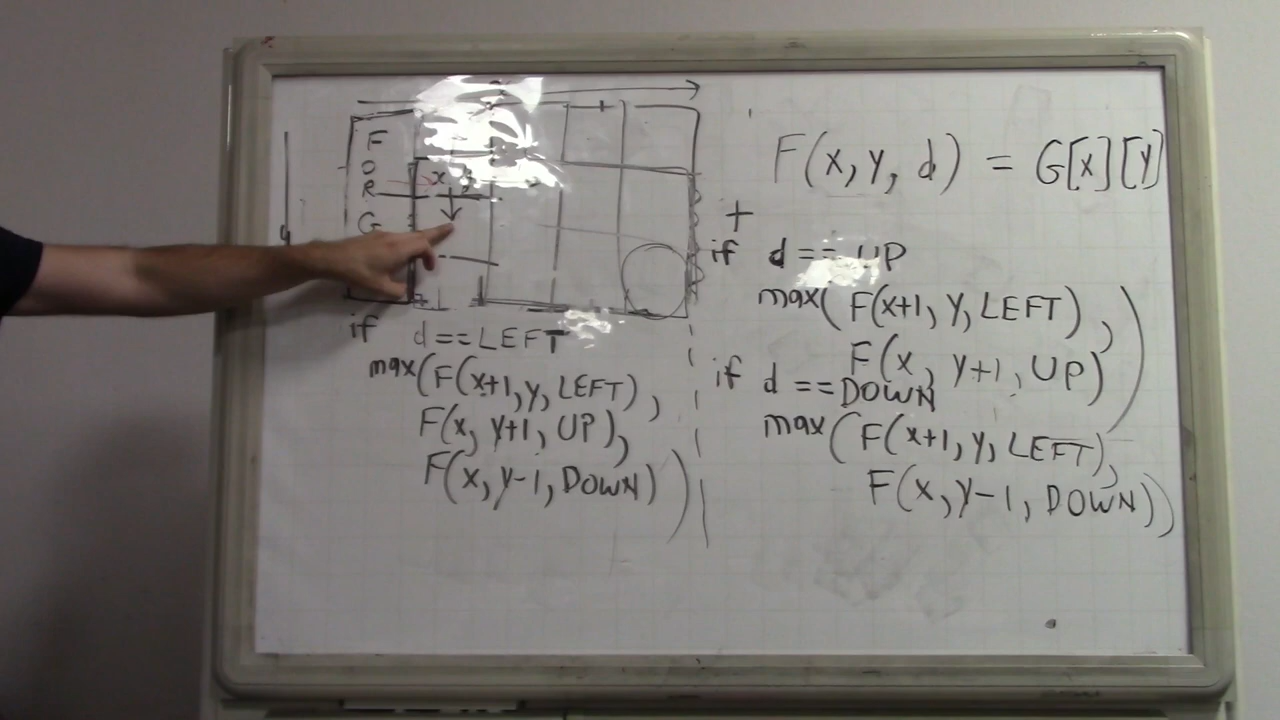 F
O
R
G
x y
F(x, y, d) = G[x][y]
+
if d == UP
max(F(x+1, y, LEFT),
F(x, y+1, UP))
if d == DOWN
max(F(x+1, y, LEFT),
F(x, y-1, DOWN))
if d == LEFT
max(F(x+1, y, LEFT),
F(x, y+1, UP),
F(x, y-1, DOWN))